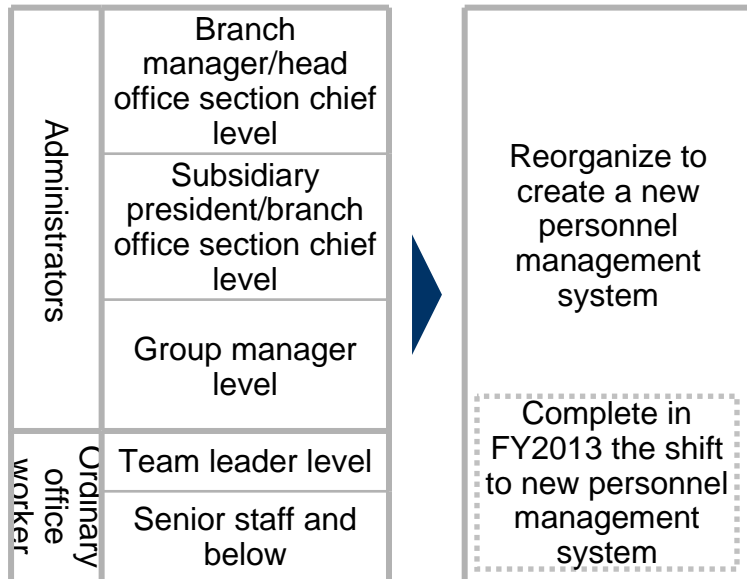 Administrators
Branch
manager/head
office section chief
level
Subsidiary
president/branch
office section chief
level
Group manager
level
Ordinary
office
worker
Team leader level
Senior staff and
below
Reorganize to
create a new
personnel
management
system
Complete in
FY2013 the shift
to new personnel
management
system